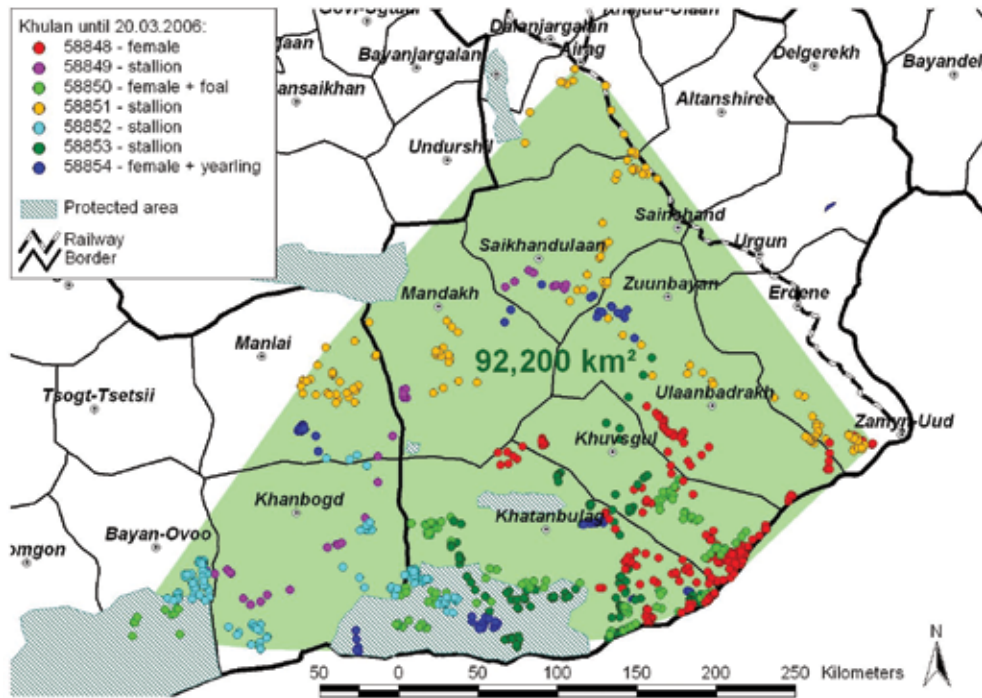 Khulan until 20.03.2006:
58848 - female
58849 - stallion
58850 - female + foal
58851 - stallion
58852 - stallion
58853 - stallion
58854 - female + yearling
Protected area
Railway
Border
Dalanjargalan
Airag
Bayanjargalan
Delgerekh
Altanshiree
Undurshil
Sainshand
Saikhandulaan
Urgun
Zuunbayan
Erdene
Mandakh
Manlai
92,200 km²
Tsogt-Tsetsii
Ulaanbadrakh
Zamyn-Uud
Khuvsgul
Khanbogd
Khatanbulag
Bayan-Ovoo
N
50 0 50 100 150 200 250 Kilometers